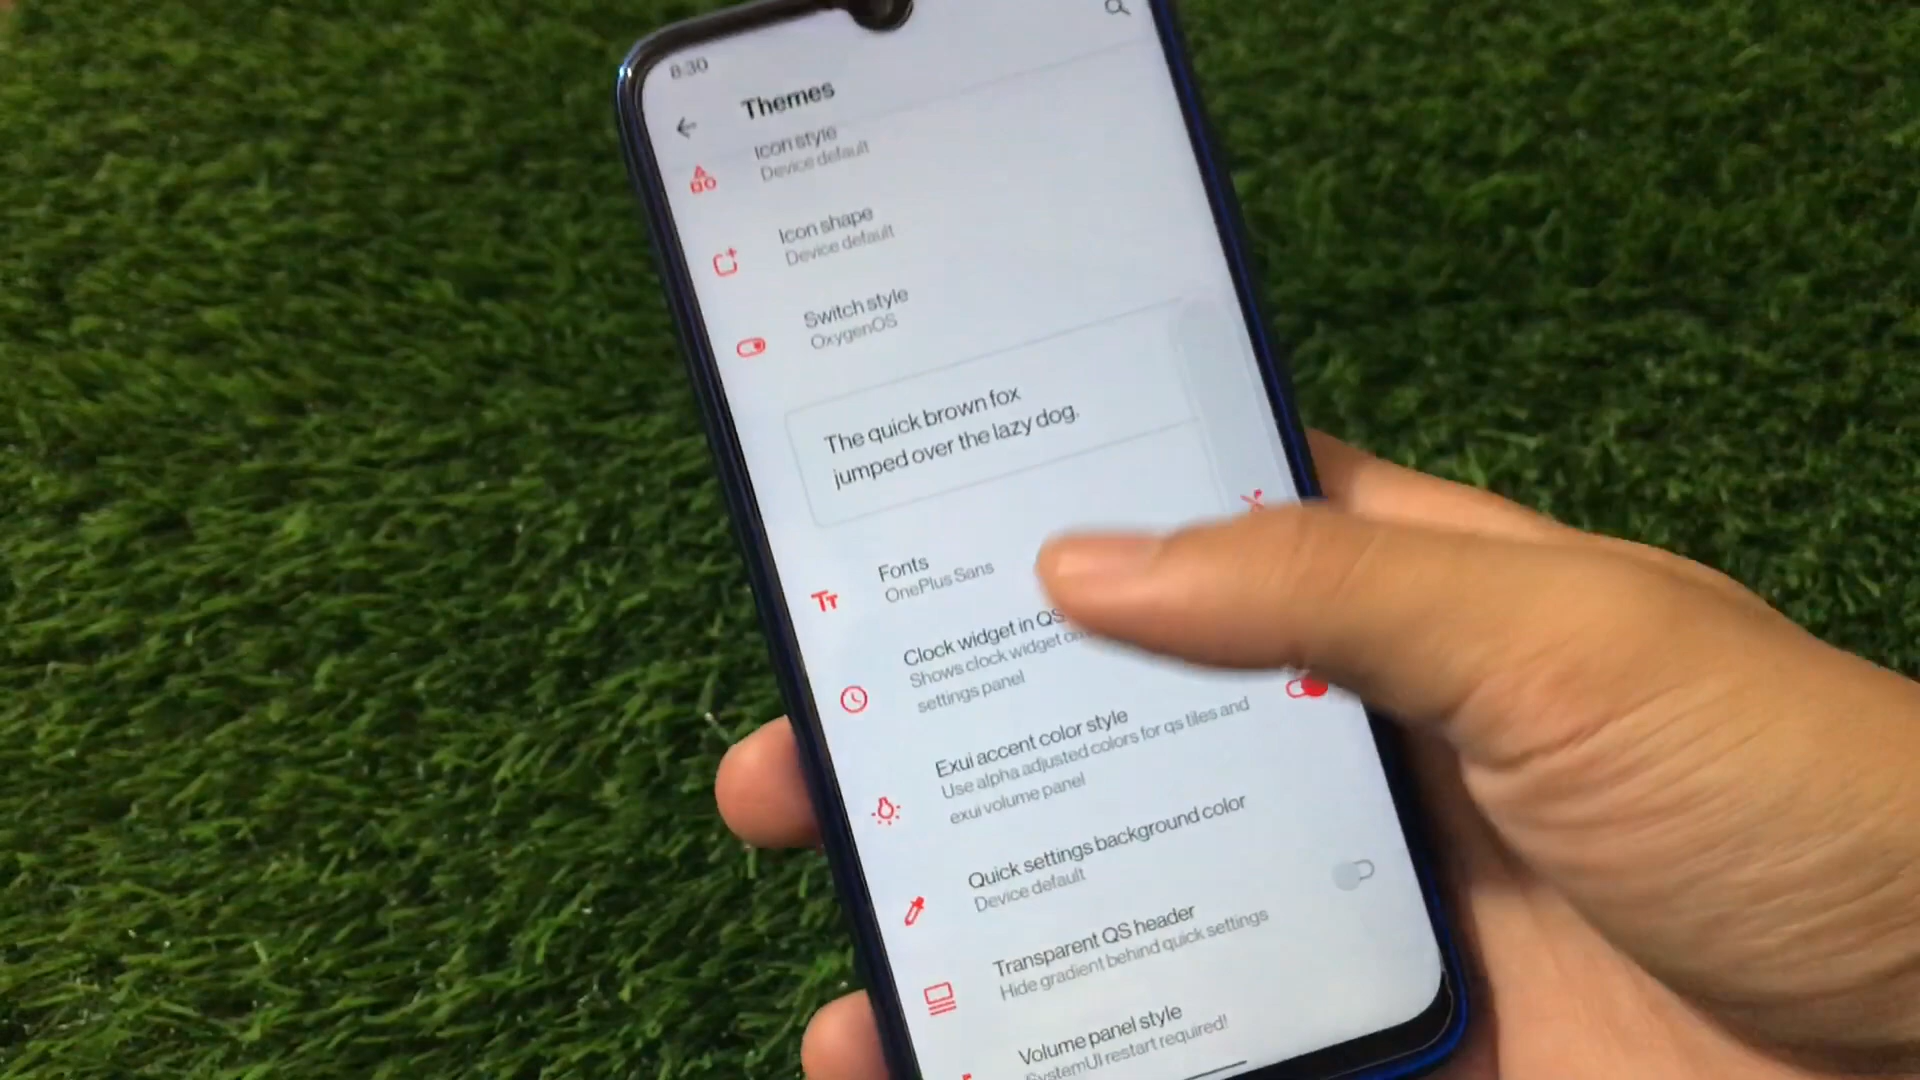 8:30
Themes
Icon style
Device default
Icon shape
Device default
Switch style
OxygenOS
The quick brown fox
jumped over the lazy dog.
Fonts
OnePlus Sans
Clock widget in QS
Shows clock widget
settings panel
Exui accent color style
Use alpha adjusted colors for qs tiles and
exui volume panel
Quick settings background color
Device default
Transparent QS header
Hide gradient behind quick settings
Volume panel style
SystemUI restart required!